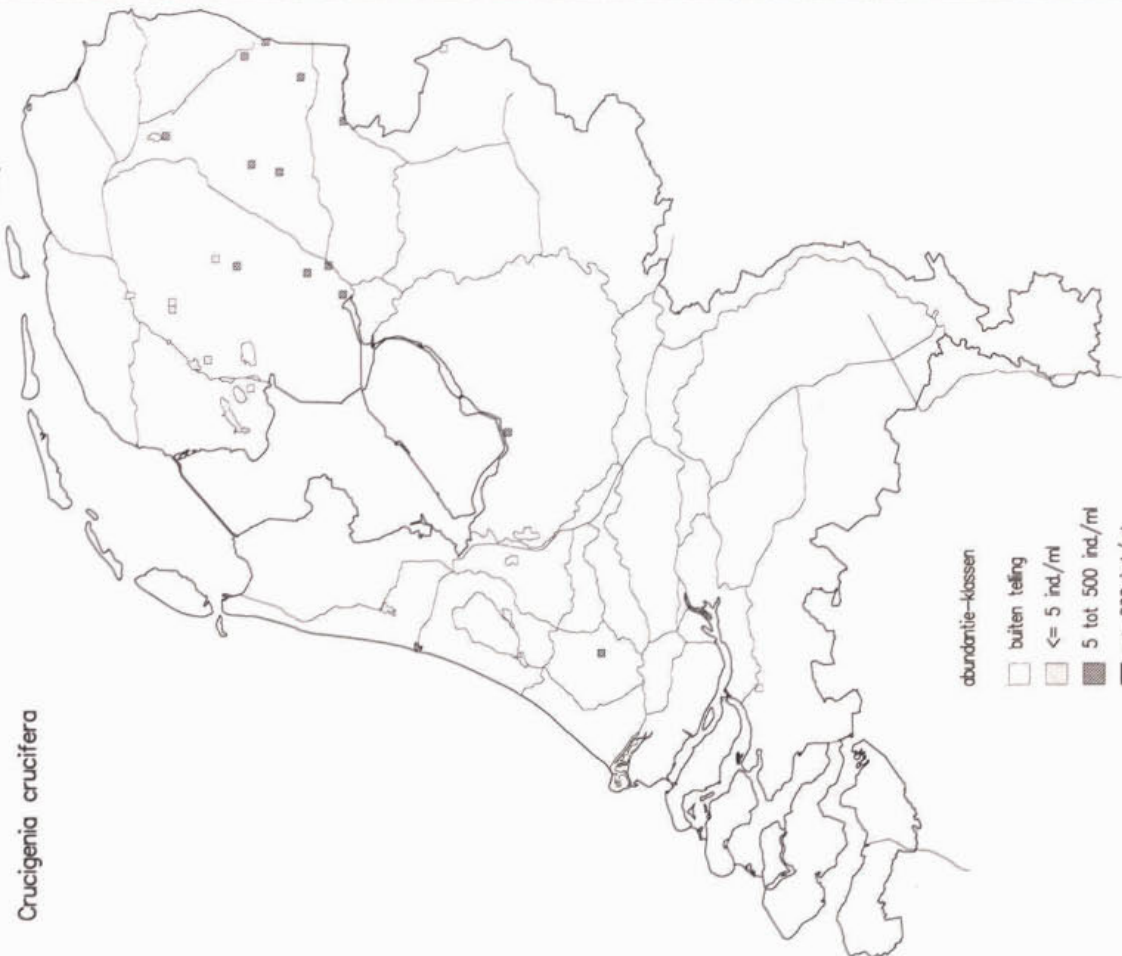 Crucigenia crucifera
abundantie-klassen
buiten telling
<= 5 ind./ml
5 tot 500 ind./ml